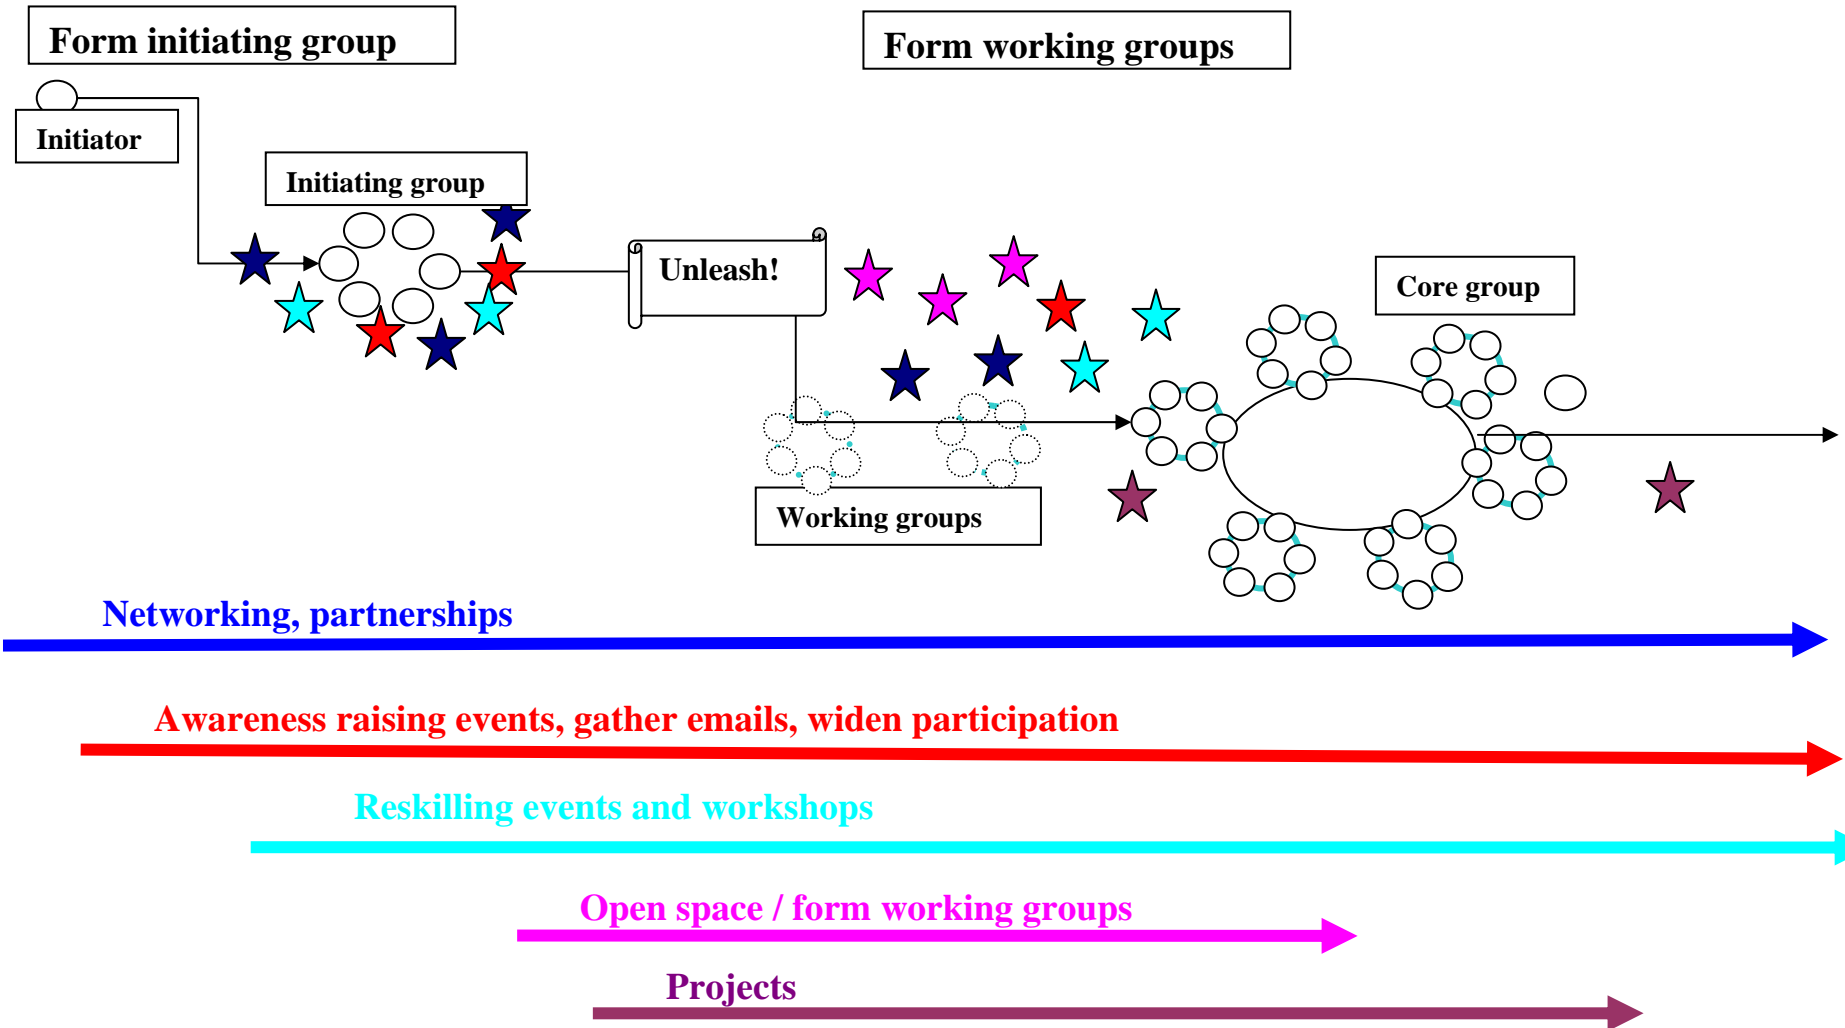 Form initiating group
Form working groups
Initiator
Initiating group
Unleash!
Core group
Working groups
Networking, partnerships
Awareness raising events, gather emails, widen participation
Reskilling events and workshops
Open space / form working groups
Projects